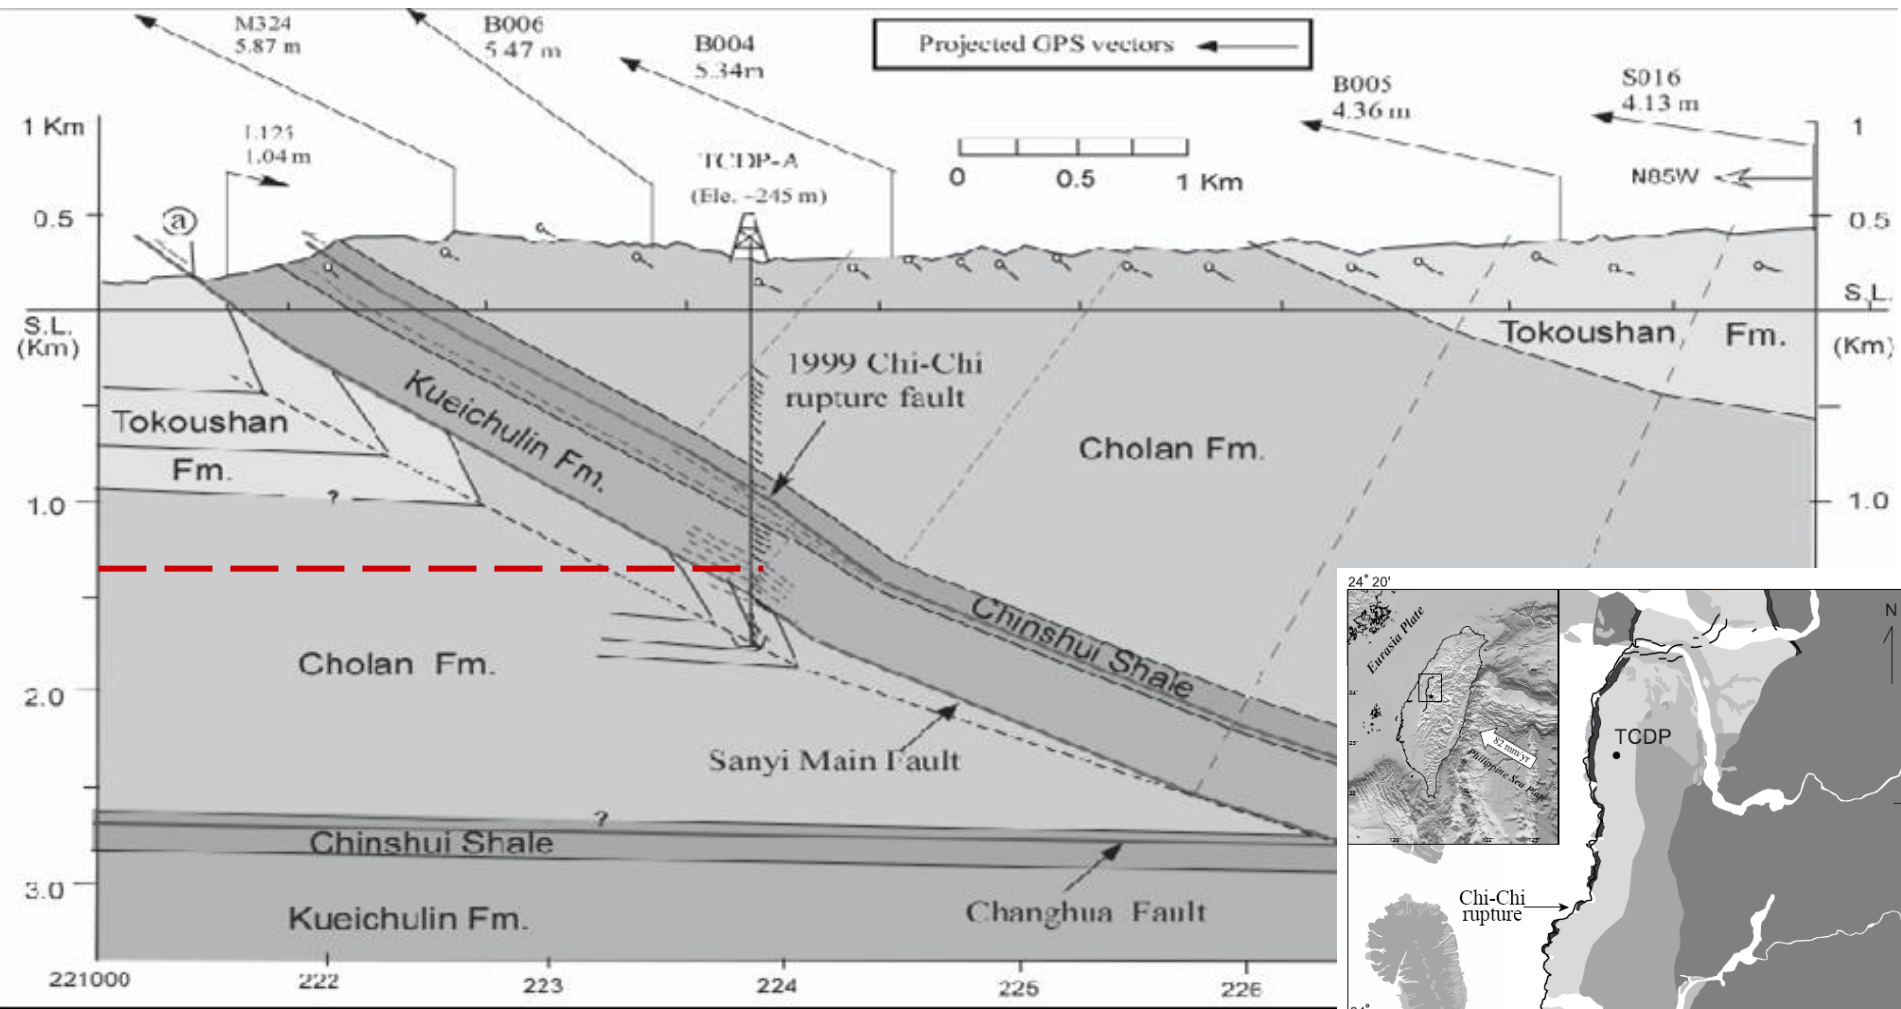 M324
5.87 m
B006
5.47 m
B004
5.34m
Projected GPS vectors
B005
4.36 m
S016
4.13 m
1 Km
1.04 m
TCDP-A
(Ele. ~245 m)
0
0.5
1 Km
N85W
1
0.5
a
0.5
S.L.
(Km)
S.L.
(Km)
Tokoushan Fm.
1999 Chi-Chi
rupture fault
Kueichulin Fm.
Tokoushan
Fm.
Cholan Fm.
?
1.0
1.0
Chinshui Shale
Cholan Fm.
2.0
Sanyi Main Fault
?
Chinshui Shale
3.0
Changhua Fault
Kueichulin Fm.
221000
222
223
224
225
226
24° 20'
N
Eurasia Plate
82 mm/yr
Philippine Sea Plate
TCDP
Chi-Chi
rupture